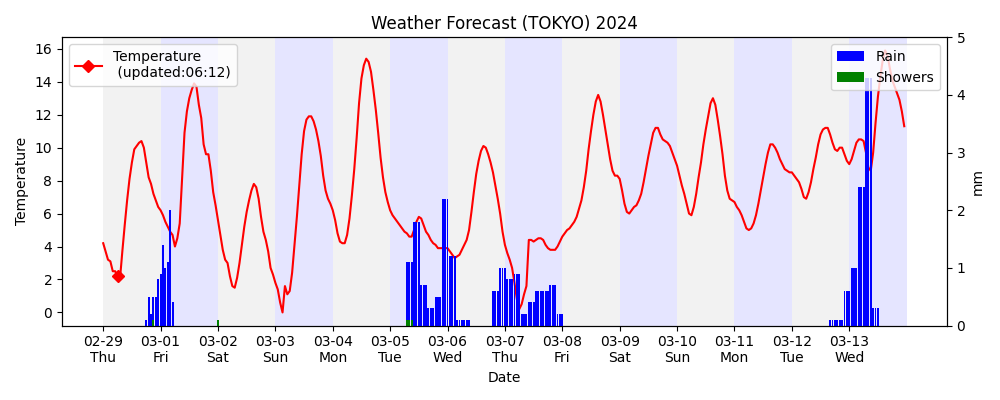 Weather Forecast (TOKYO) 2024
Temperature
(updated:06:12)
Rain
Showers
16
14
12
10
8
6
4
2
0
Temperature
5
4
3
2
1
0
mm
02-29 03-01 03-02 03-03 03-04 03-05 03-06 03-07 03-08 03-09 03-10 03-11 03-12 03-13
Thu Fri Sat Sun Mon Tue Wed Thu Fri Sat Sun Mon Tue Wed
Date